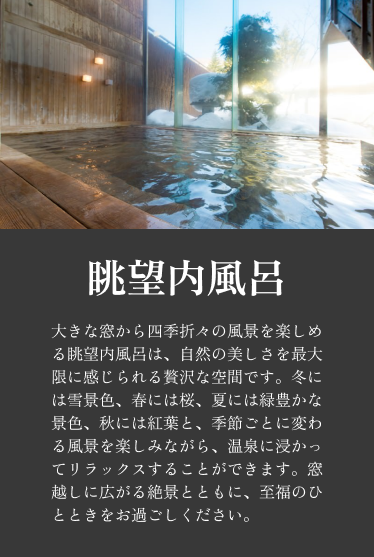 眺望内風呂
大きな窓から四季折々の風景を楽しめ
る眺望内風呂は、自然の美しさを最大
限に感じられる贅沢な空間です。冬に
は雪景色、春には桜、夏には緑豊かな
景色、秋には紅葉と、季節ごとに変わ
る風景を楽しみながら、温泉に浸かっ
てリラックスすることができます。窓
越しに広がる絶景とともに、至福のひ
とときをお過ごしください。